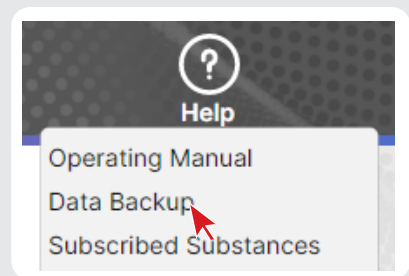 ?
Help
Operating Manual
Data Backup
Subscribed Substances